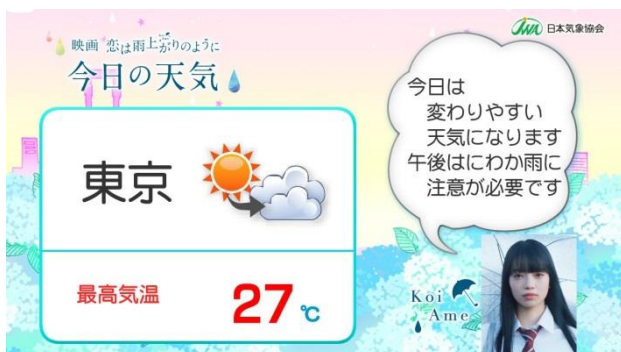 映画 恋は雨上がりのように
今日の天気
JWA 日本気象協会
東京
最高気温
27℃
今日は
変わりやすい
天気になります
午後はにわか雨に
注意が必要です
Koi
Ame